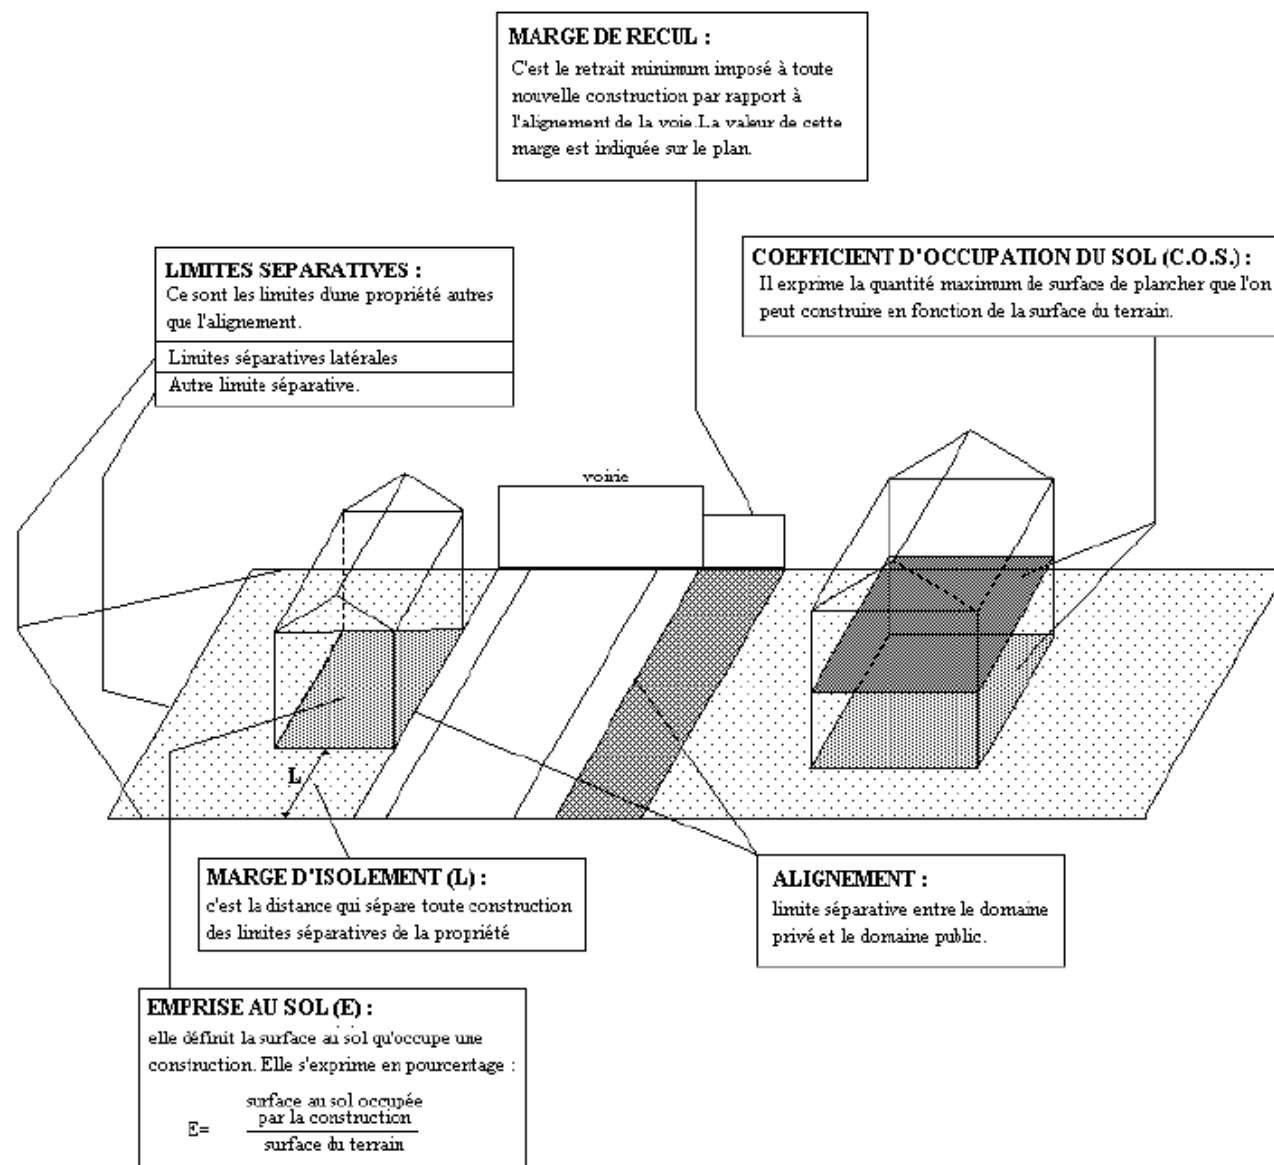 MARGE DE RECUL :
C'est le retrait minimum imposé à toute
nouvelle construction par rapport à
l'alignement de la voie.La valeur de cette
marge est indiquée sur le plan.
LIMITES SEPARATIVES :
Ce sont les limites d'une propriété autres
que l'alignement.
Limites séparatives latérales
Autre limite séparative.
COEFFICIENT D'OCCUPATION DU SOL (C.O.S.) :
Il exprime la quantité maximum de surface de plancher que l'on
peut construire en fonction de la surface du terrain.
voirie
L
MARGE D'ISOLEMENT (L) :
c'est la distance qui sépare toute construction
des limites séparatives de la propriété
ALIGNEMENT :
limite séparative entre le domaine
privé et le domaine public.
EMPRISE AU SOL (E) :
elle définit la surface au sol qu'occupe une
construction. Elle s'exprime en pourcentage :
surface au sol occupée
par la construction
E=
surface du terrain